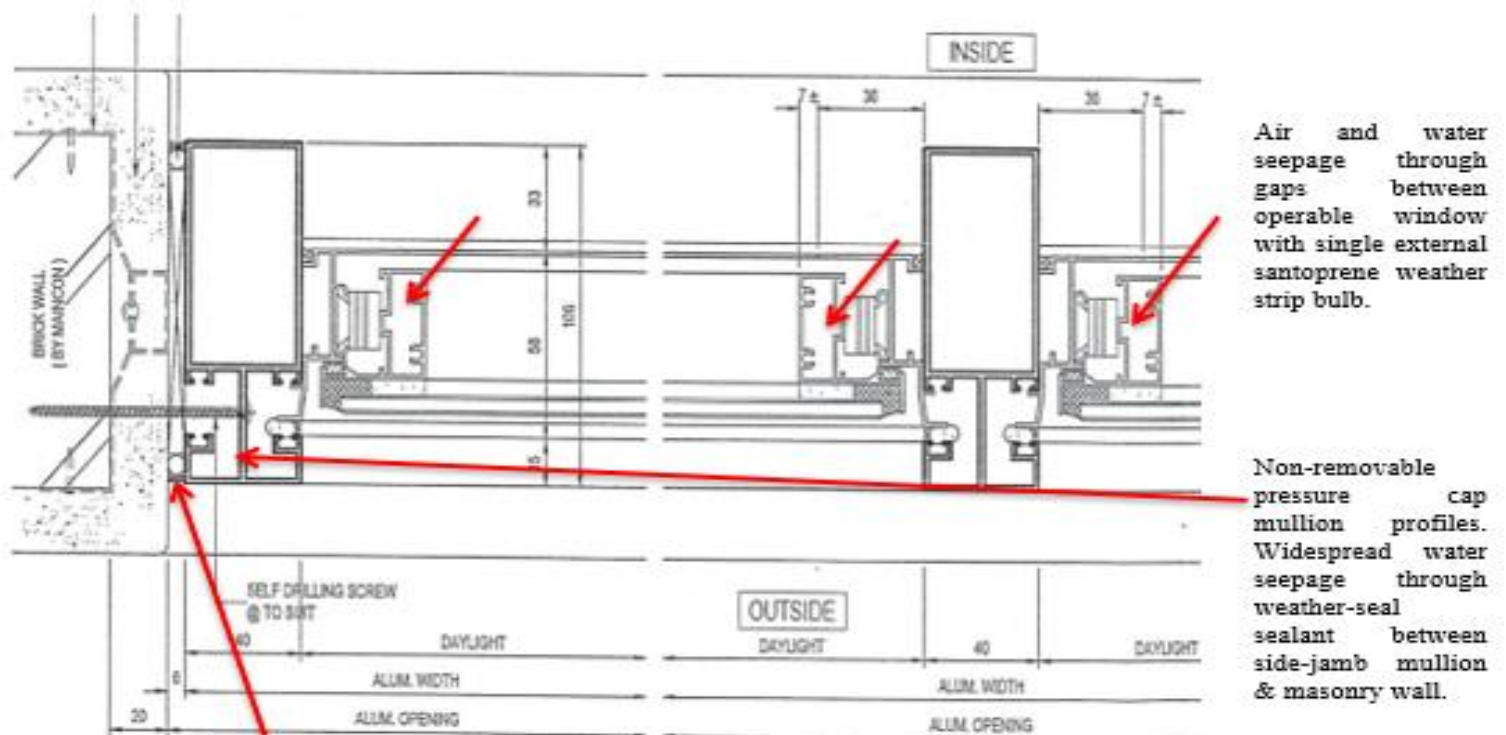 INSIDE
7± 36 36 7±
Air and water
seepage through
gaps between
operable window
with single external
santoprene weather
strip bulb.
33
BRICK WALL
(BY MAINCON)
58
106
15
Non-removable
pressure cap
mullion profiles.
Widespread water
seepage through
weather-seal
sealant between
side-jamb mullion
& masonry wall.
SELF DRILLING SCREW
@ TO SUIT
OUTSIDE
40 DAYLIGHT DAYLIGHT 40 DAYLIGHT
6 ALUM. WIDTH ALUM. WIDTH
20 ALUM. OPENING ALUM. OPENING